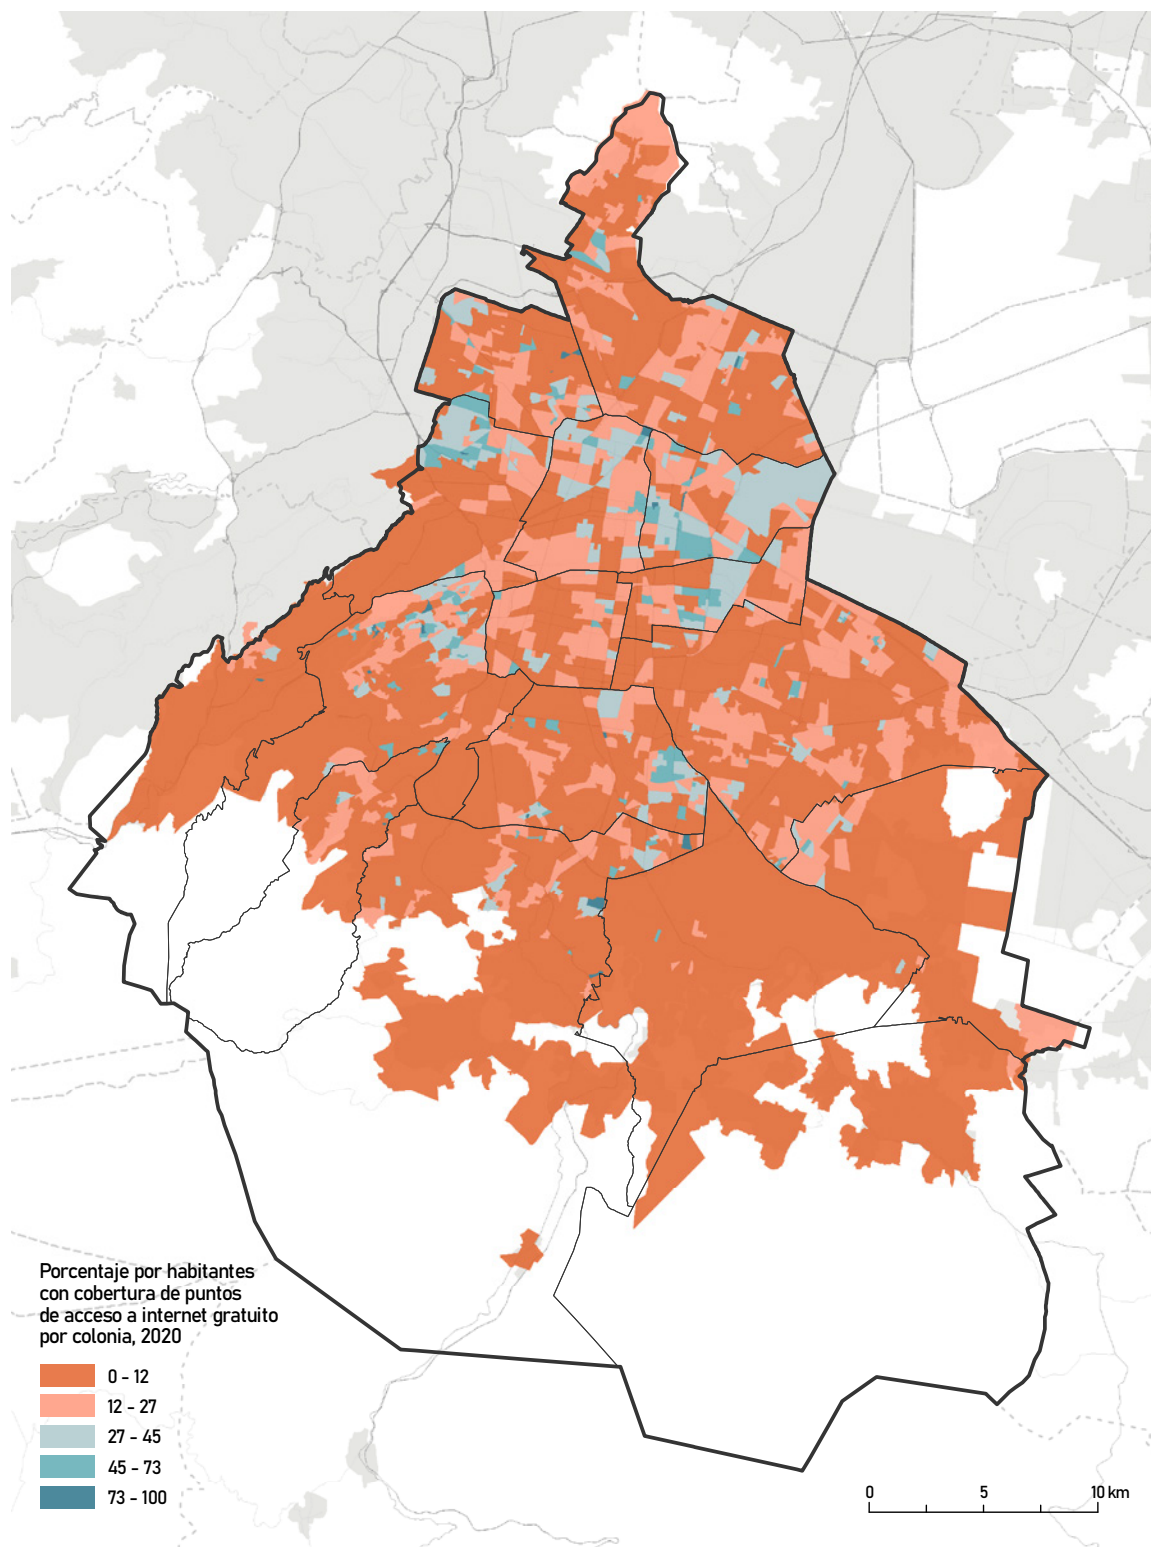 Porcentaje por habitantes
con cobertura de puntos
de acceso a internet gratuito
por colonia, 2020
0 - 12
12 - 27
27 - 45
45 - 73
73 - 100
0 5 10 km